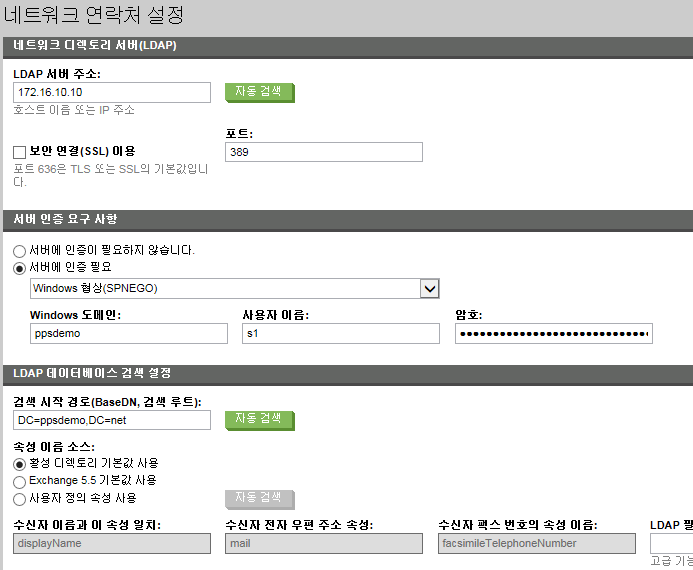 네트워크 연락처 설정
네트워크 디렉토리 서버(LDAP)
LDAP 서버 주소:
172.16.10.10
자동 검색
호스트 이름 또는 IP 주소
포트:
보안 연결(SSL) 이용
389
포트 636은 TLS 또는 SSL의 기본값입니
다.
서버 인증 요구 사항
서버에 인증이 필요하지 않습니다.
서버에 인증 필요
Windows 협상(SPNEGO)
Windows 도메인: 사용자 이름: 암호:
ppsdemo s1
LDAP 데이터베이스 검색 설정
검색 시작 경로(BaseDN, 검색 루트):
DC=ppsdemo,DC=net
자동 검색
속성 이름 소스:
활성 디렉토리 기본값 사용
Exchange 5.5 기본값 사용
사용자 정의 속성 사용
자동 검색
수신자 이름과 이 속성 일치: 수신자 전자 우편 주소 속성: 수신자 팩스 번호의 속성 이름: LDAP 필
displayName mail facsimileTelephoneNumber
고급 기능